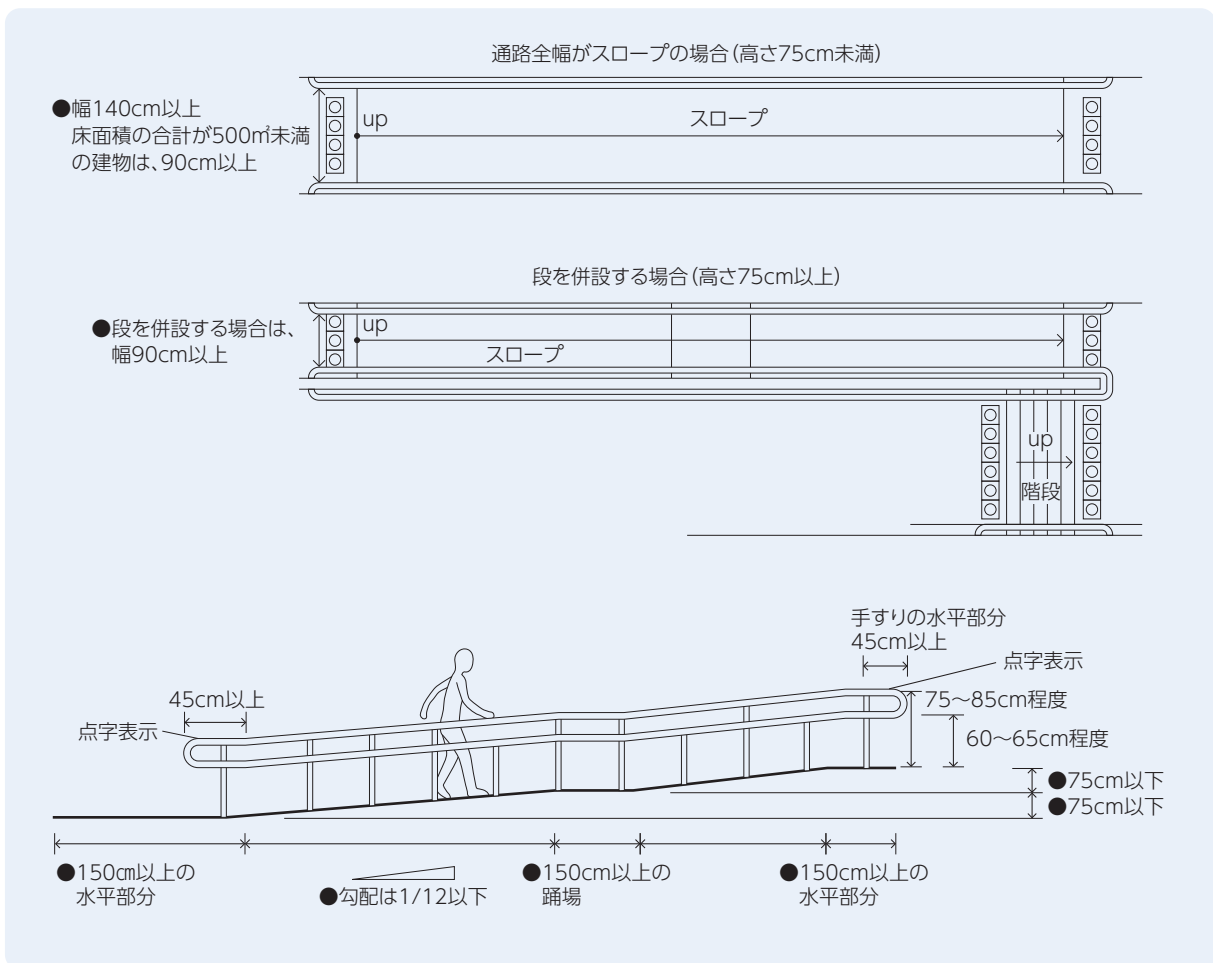 通路全幅がスロープの場合（高さ75cm未満）
●幅140cm以上
床面積の合計が500㎡未満
の建物は、90cm以上
up
スロープ
段を併設する場合（高さ75cm以上）
●段を併設する場合は、
幅90cm以上
up
スロープ
up
階段
手すりの水平部分
45cm以上
点字表示
45cm以上
点字表示
75～85cm程度
60～65cm程度
●75cm以下
●75cm以下
●150㎝以上の
水平部分
●勾配は1/12以下
●150cm以上の
踊場
●150cm以上の
水平部分